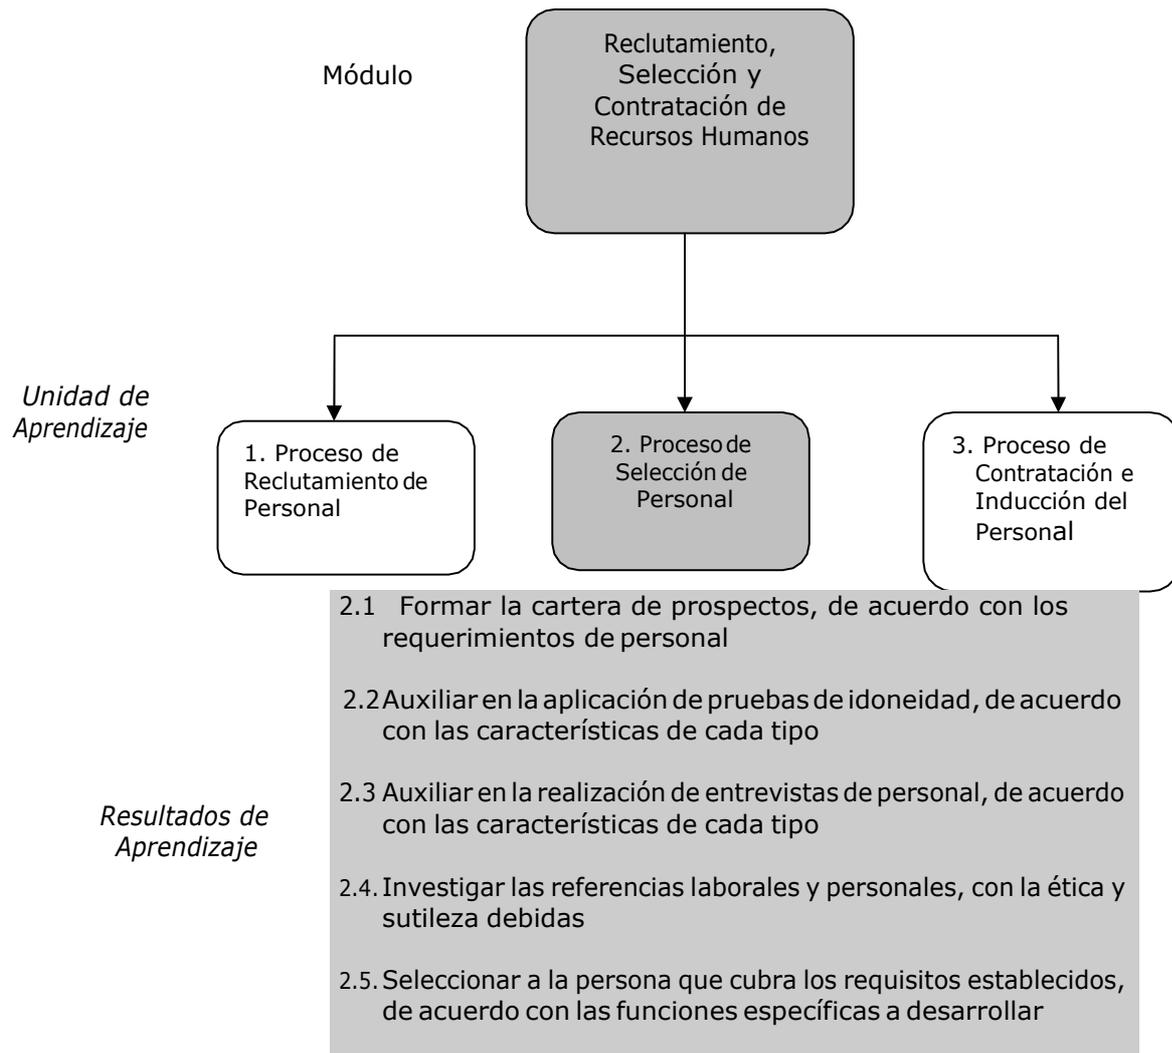 Módulo
Reclutamiento,
Selección y
Contratación de
Recursos Humanos
Unidad de
Aprendizaje
1. Proceso de
Reclutamiento de
Personal
2. Proceso de
Selección de
Personal
3. Proceso de
Contratación e
Inducción del
Personal
Resultados de
Aprendizaje
2.1 Formar la cartera de prospectos, de acuerdo con los
requerimientos de personal
2.2 Auxiliar en la aplicación de pruebas de idoneidad, de acuerdo
con las características de cada tipo
2.3 Auxiliar en la realización de entrevistas de personal, de acuerdo
con las características de cada tipo
2.4. Investigar las referencias laborales y personales, con la ética y
sutileza debidas
2.5. Seleccionar a la persona que cubra los requisitos establecidos,
de acuerdo con las funciones específicas a desarrollar